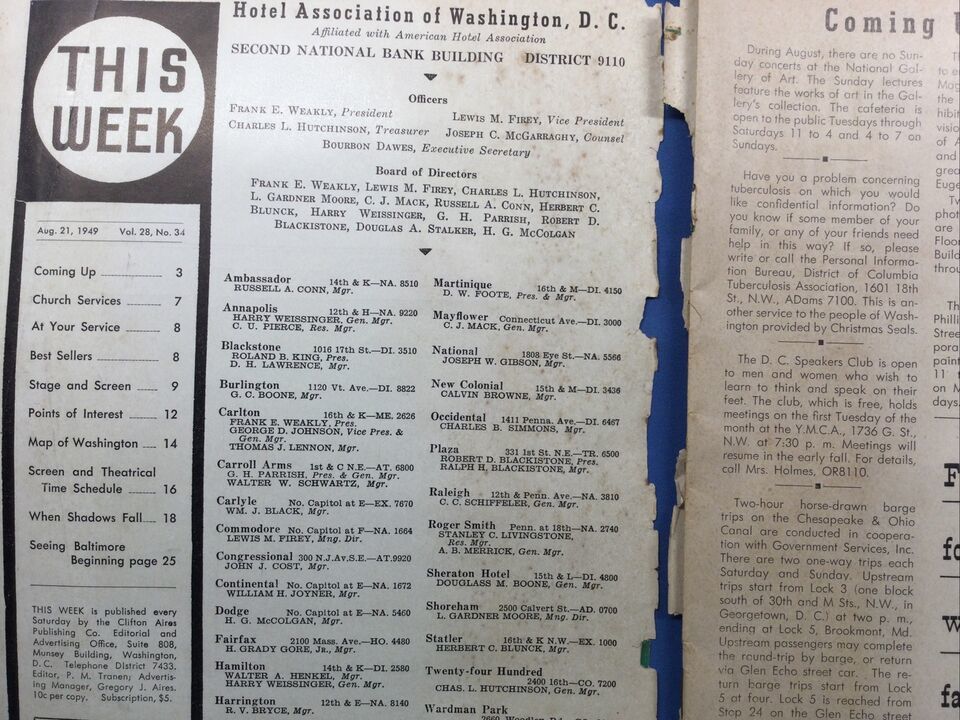 THIS
WEEK
Aug. 21, 1949 Vol. 28, No. 34
Coming Up 3
Church Services 7
At Your Service 8
Best Sellers 8
Stage and Screen 9
Points of Interest 12
Map of Washington 14
Screen and Theatrical
Time Schedule 16
When Shadows Fall 18
Seeing Baltimore
Beginning page 25
THIS WEEK is published every
Saturday by the Clifton Aires
Publishing Co. Editorial and
Advertising Office, Suite 808,
Munsey Building, Washington,
D.C. Telephone DIstrict 7433.
Editor, P. M. Tranen; Advertis-
ing Manager, Gregory J. Aires.
10c per copy. Subscription, $5.
Hotel Association of Washington, D. C.
Affiliated with American Hotel Association
SECOND NATIONAL BANK BUILDING DISTRICT 9110
Officers
FRANK E. WEAKLY, President LEWIS M. FIREY, Vice President
CHARLES L. HUTCHINSON, Treasurer JOSEPH C. MCGARRAGHY, Counsel
BOURBON DAWES, Executive Secretary
Board of Directors
FRANK E. WEAKLY, LEWIS M. FIREY, CHARLES L. HUTCHINSON,
L. GARDNER MOORE, C. J. MACK, RUSSELL A. CONN, HERBERT C.
BLUNCK, HARRY WEISSINGER, G. H. PARRISH, ROBERT D.
BLACKISTONE, DOUGLAS A. STALKER, H. G. MCCOLGAN
Ambassador 14th & K—NA. 8510
RUSSELL A. CONN, Mgr.
Annapolis 12th & H—NA. 9220
HARRY WEISSINGER, Gen. Mgr.
C. U. PIERCE, Res. Mgr.
Blackstone 1016 17th St.—DI. 3510
ROLAND B. KING, Pres.
D. H. LAWRENCE, Mgr.
Burlington 1120 Vt. Ave.—DI. 8822
G. C. BOONE, Mgr.
Carlton 16th & K—ME. 2626
FRANK E. WEAKLY, Pres.
GEORGE D. JOHNSON, Vice Pres. &
Gen. Mgr.
THOMAS J. LENNON, Mgr.
Carroll Arms 1st & C N.E.—AT. 6800
G. H. PARRISH, Pres. & Gen. Mgr.
WALTER W. SCHWARTZ, Mgr.
Carlyle No. Capitol at E—EX. 7670
WM. J. BLACK, Mgr.
Commodore No. Capitol at F—NA. 1664
LEWIS M. FIREY, Mng. Dir.
Congressional 300 N.J.Av.S.E.—AT.9920
JOHN J. COST, Mgr.
Continental No. Capitol at E—NA. 1672
WILLIAM H. JOYNER, Mgr.
Dodge No. Capitol at E—NA. 5460
H. G. MCCOLGAN, Mgr.
Fairfax 2100 Mass. Ave.—HO. 4480
H. GRADY GORE, JR., Mgr.
Hamilton 14th & K—DI. 2580
WALTER A. HENKEL, Mgr.
HARRY WEISSINGER, Gen. Mgr.
Harrington 12th & E—NA. 8140
R. V. BRYCE, Mgr.
Martinique 16th & M—DI. 4150
D. W. FOOTE, Pres. & Mgr.
Mayflower Connecticut Ave.—DI. 3000
C. J. MACK, Gen. Mgr.
National 1808 Eye St.—NA. 5566
JOSEPH W. GIBSON, Mgr.
New Colonial 15th & M—DI. 3436
CALVIN BROWNE, Mgr.
Occidental 1411 Penna. Ave.—DI. 6467
CHARLES B. SIMMONS, Mgr.
Plaza 331 1st St. N.E.—TR. 6500
ROBERT D. BLACKISTONE, Pres.
RALPH H. BLACKISTONE, Mgr.
Raleigh 12th & Penn. Ave.—NA. 3810
C. C. SCHIFFELER, Gen. Mgr.
Roger Smith Penn. at 18th—NA. 2740
STANLEY C. LIVINGSTONE,
Res. Mgr.
A. B. MERRICK, Gen. Mgr.
Sheraton Hotel 15th & L—DI. 4800
DOUGLASS M. BOONE, Gen. Mgr.
Shoreham 2500 Calvert St.—AD. 0700
L. GARDNER MOORE, Mng. Dir.
Statler 16th & K N.W.—EX. 1000
HERBERT C. BLUNCK, Mgr.
Twenty-four Hundred
2400 16th—CO. 7200
CHAS. L. HUTCHINSON, Gen. Mgr.
Wardman Park
Coming
During August, there are no Sun-
day concerts at the National Gal-
lery of Art. The Sunday lectures
feature the works of art in the Gal-
lery's collection. The cafeteria is
open to the public Tuesdays through
Saturdays 11 to 4 and 4 to 7 on
Sundays.
Have you a problem concerning
tuberculosis on which you would
like confidential information? Do
you know if some member of your
family, or any of your friends need
help in this way? If so, please
write or call the Personal Informa-
tion Bureau, District of Columbia
Tuberculosis Association, 1601 18th
St., N.W., ADams 7100. This is an-
other service to the people of Wash-
ington provided by Christmas Seals.
The D. C. Speakers Club is open
to men and women who wish to
learn to think and speak on their
feet. The club, which is free, holds
meetings on the first Tuesday of the
month at the Y.M.C.A., 1736 G. St.,
N.W. at 7:30 p. m. Meetings will
resume in the early fall. For details,
call Mrs. Holmes, OR8110.
Two-hour horse-drawn barge
trips on the Chesapeake & Ohio
Canal are conducted in coopera-
tion with Government Services, Inc.
There are two one-way trips each
Saturday and Sunday. Upstream
trips start from Lock 3 (one block
south of 30th and M Sts., N.W., in
Georgetown, D. C.) at two p. m.,
ending at Lock 5, Brookmont, Md.
Upstream passengers may complete
the round-trip by barge, or return
via Glen Echo street car. The re-
turn barge trips start from Lock
5 at four. Lock 5 is reached from
Stop 24 on the Glen Echo street